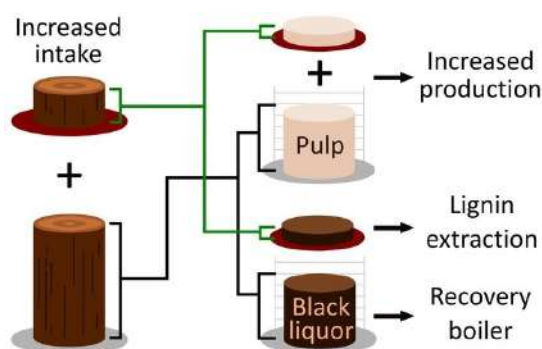 Increased
intake
+
+
Increased
production
Pulp
Lignin
extraction
Black
liquor
Recovery
boiler